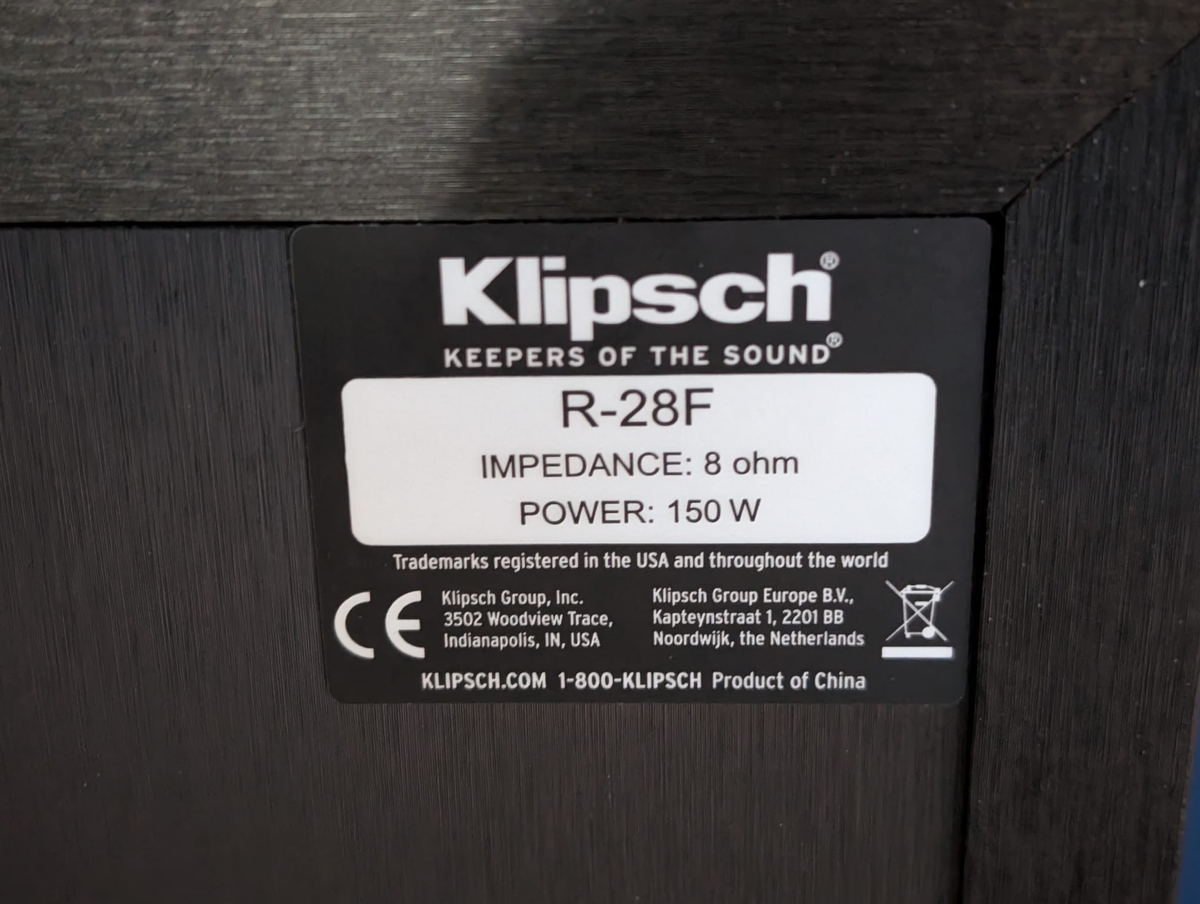 Klipsch®
KEEPERS OF THE SOUND®
R-28F
IMPEDANCE: 8 ohm
POWER: 150 W
Trademarks registered in the USA and throughout the world
CE
Klipsch Group, Inc.
3502 Woodview Trace,
Indianapolis, IN, USA
Klipsch Group Europe B.V.,
Kapteynstraat 1, 2201 BB
Noordwijk, the Netherlands
KLIPSCH.COM 1-800-KLIPSCH Product of China